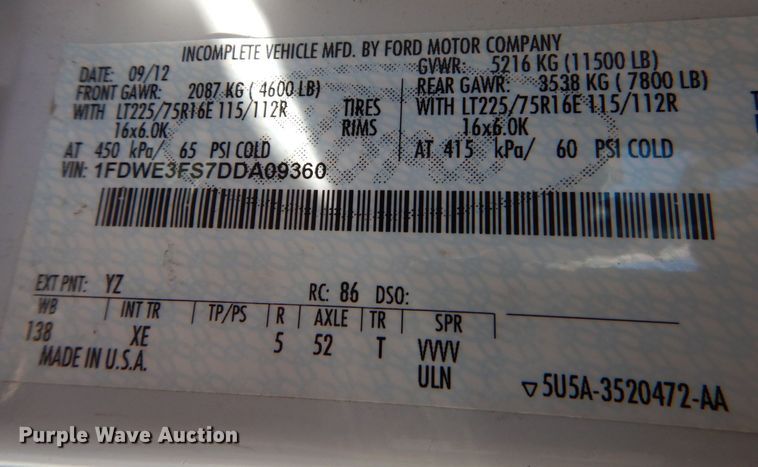 INCOMPLETE VEHICLE MFD. BY FORD MOTOR COMPANY
DATE: 09/12 GVWR: 5216 KG (11500 LB)
FRONT GAWR: 2087 KG ( 4600 LB) REAR GAWR: 3538 KG ( 7800 LB)
WITH LT225/75R16E 115/112R TIRES WITH LT225/75R16E 115/112R
16x6.0K RIMS 16x6.0K
AT 450 kPa/ 65 PSI COLD AT 415 kPa/ 60 PSI COLD
VIN: 1FDWE3FS7DDA09360
EXT PNT: YZ RC: 86 DSO:
WB INT TR TP/PS R AXLE TR SPR
138 XE 5 52 T VVVV
MADE IN U.S.A. ULN
5U5A-3520472-AA
Purple Wave Auction